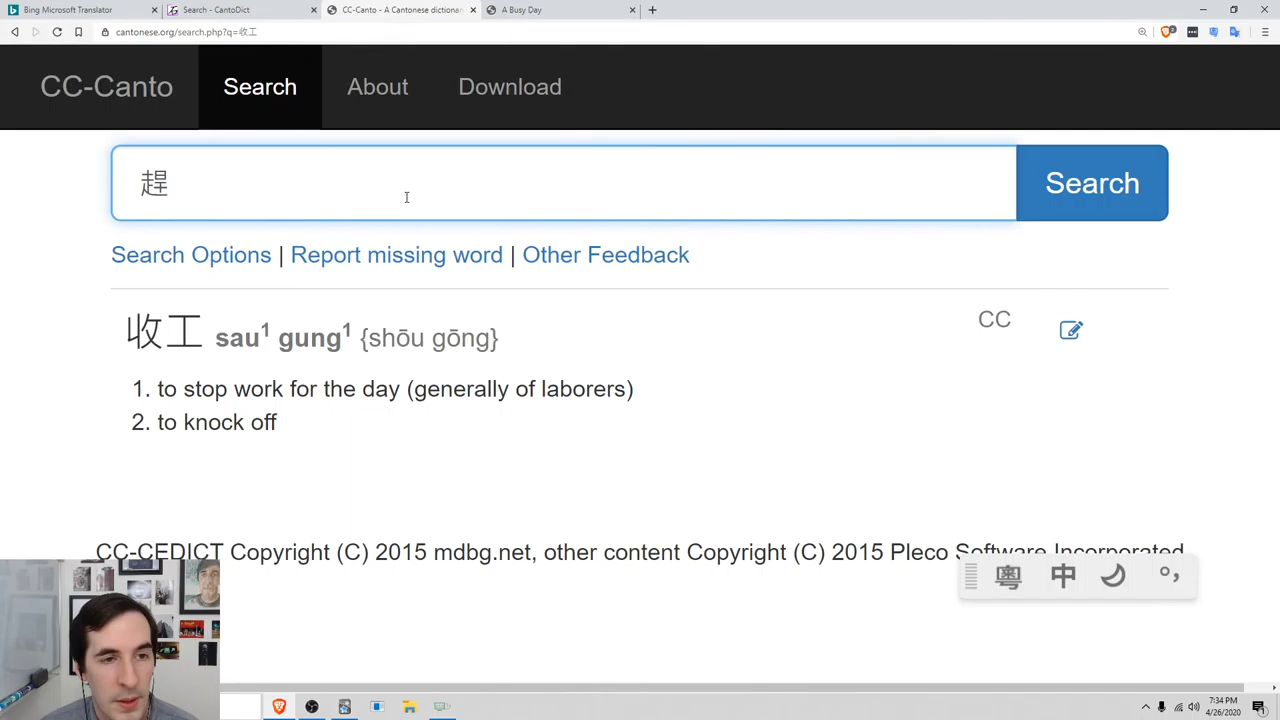 Bing Microsoft Translator
Search - CantoDict
CC-Canto - A Cantonese dictionar
A Busy Day
cantonese.org/search.php?q=收工
CC-Canto
Search
About
Download
趕
Search
Search Options | Report missing word | Other Feedback
收工 sau1 gung1 {shōu gōng}
CC
1. to stop work for the day (generally of laborers)
2. to knock off
CC-CEDICT Copyright (C) 2015 mdbg.net, other content Copyright (C) 2015 Pleco Software Incorporated
粤 中
7:34 PM
4/26/2020